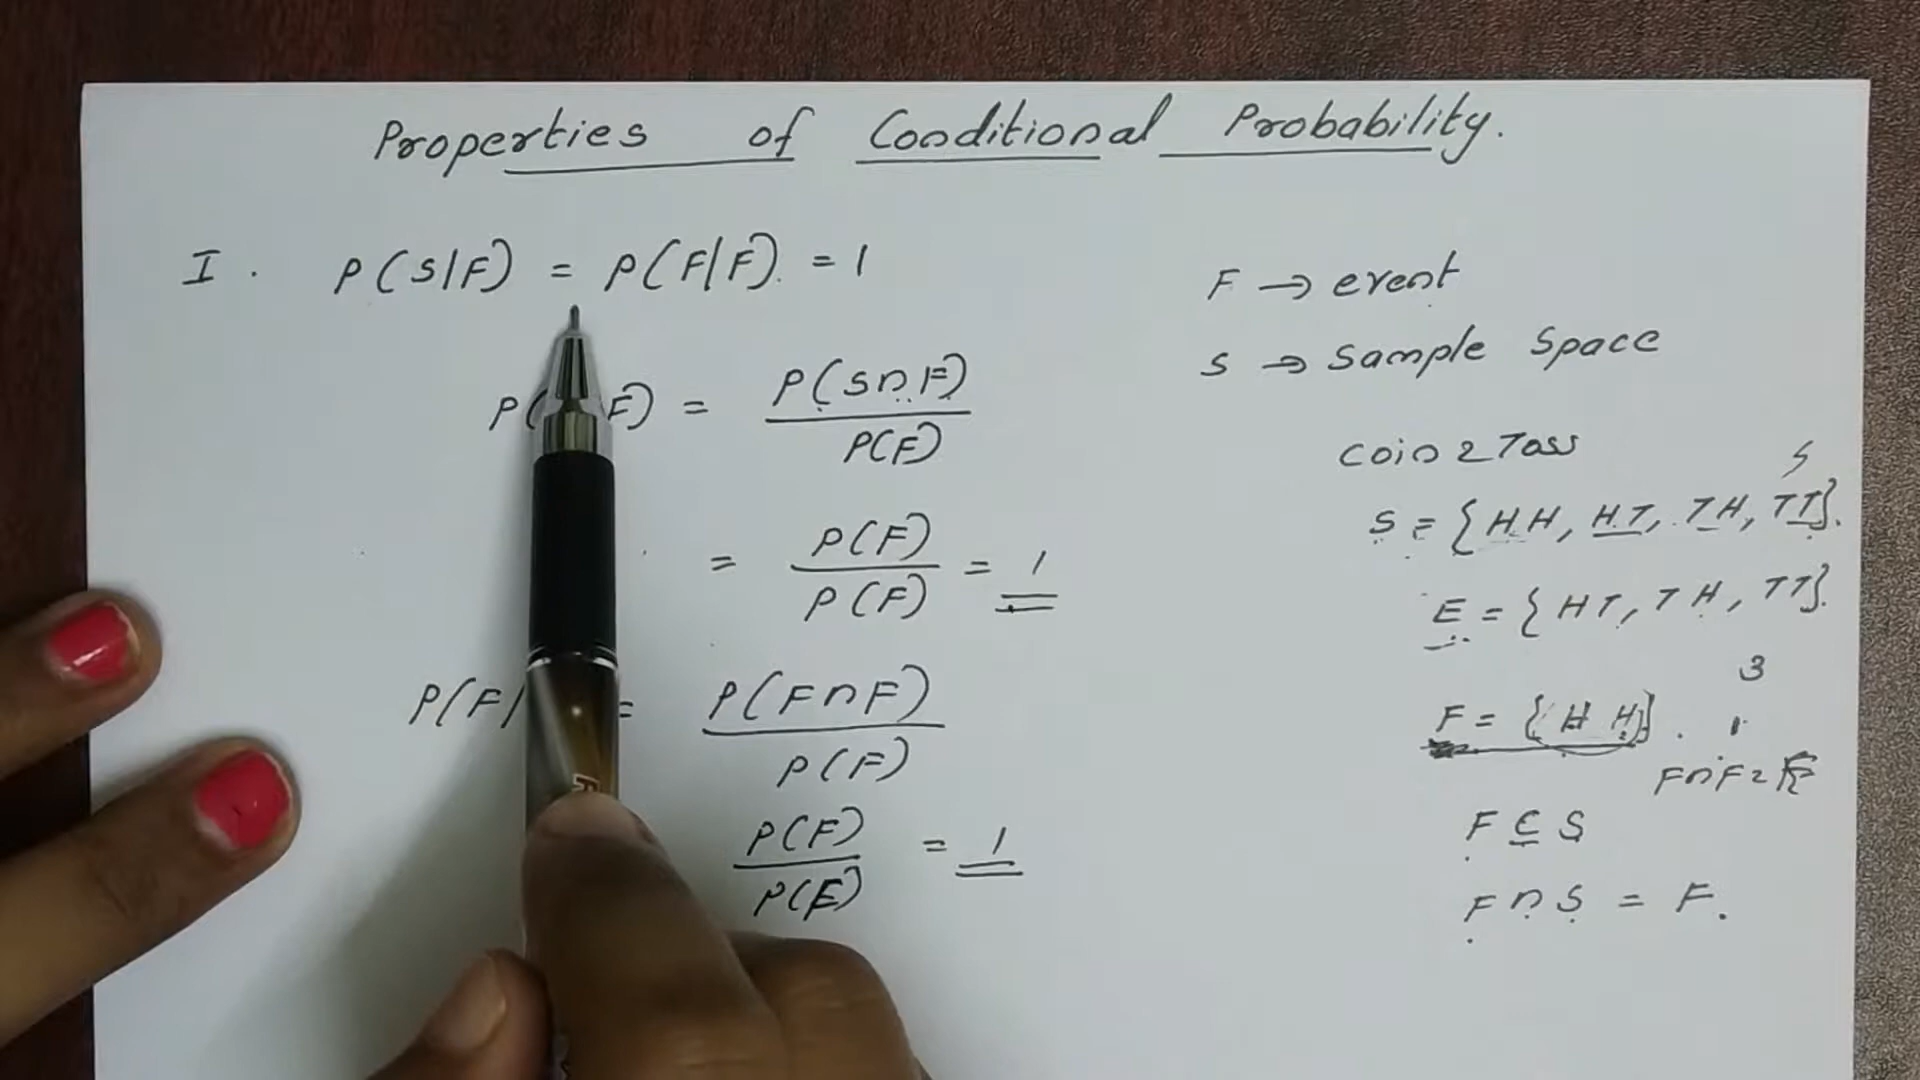 Properties of Conditional Probability.
I. P(S/F) = P(F/F) = 1
P( F) = P(S∩F) / P(F)
= P(F) / P(F) = 1
P(F/ = P(F∩F) / P(F)
P(F) / P(F) = 1
F → event
S → Sample Space
Coin 2 Toss
S = {HH, HT, TH, TT}.
E = {HT, TH, TT}.
3
F = {H H} . 1
F∩F =
F ⊆ S
F ∩ S = F.